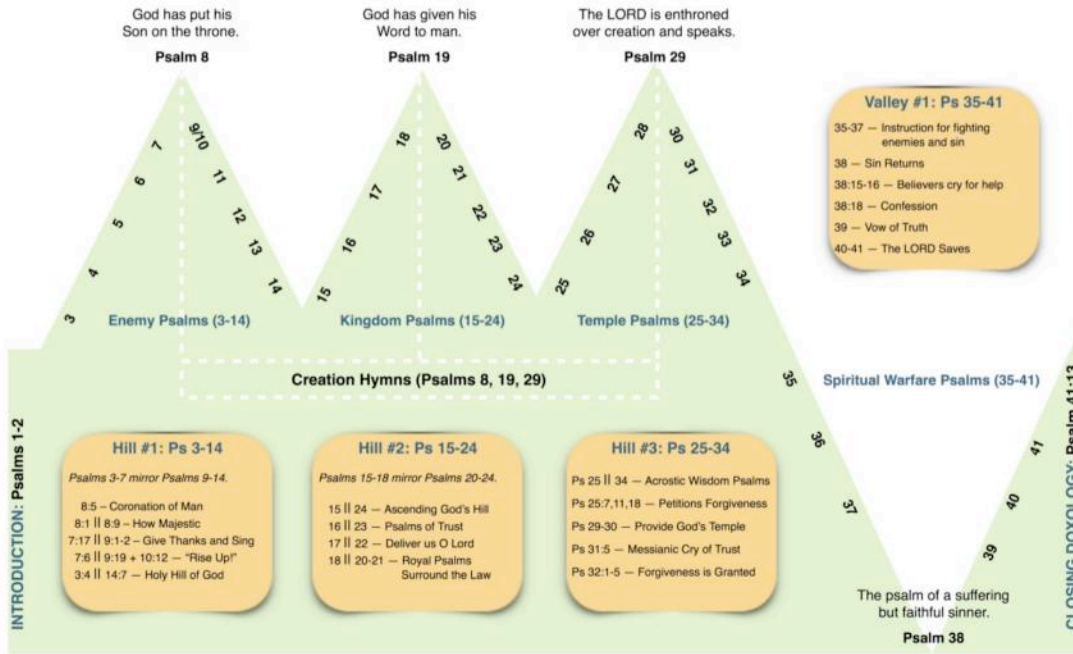 God has put his
Son on the throne.
Psalm 8
God has given his
Word to man.
Psalm 19
The LORD is enthroned
over creation and speaks.
Psalm 29
3
4
5
6
7
9/10
11
12
13
14
15
16
17
18
20
21
22
23
24
25
26
27
28
30
31
32
33
34
35
36
37
39
40
41
Valley #1: Ps 35-41
35-37 — Instruction for fighting
enemies and sin
38 — Sin Returns
38:15-16 — Believers cry for help
38:18 — Confession
39 — Vow of Truth
40-41 — The LORD Saves
Enemy Psalms (3-14)
Kingdom Psalms (15-24)
Temple Psalms (25-34)
Creation Hymns (Psalms 8, 19, 29)
Spiritual Warfare Psalms (35-41)
INTRODUCTION: Psalms 1-2
Hill #1: Ps 3-14
Psalms 3-7 mirror Psalms 9-14.
8:5 – Coronation of Man
8:1 || 8:9 – How Majestic
7:17 || 9:1-2 – Give Thanks and Sing
7:6 || 9:19 + 10:12 — “Rise Up!”
3:4 || 14:7 – Holy Hill of God
Hill #2: Ps 15-24
Psalms 15-18 mirror Psalms 20-24.
15 || 24 — Ascending God's Hill
16 || 23 — Psalms of Trust
17 || 22 — Deliver us O Lord
18 || 20-21 — Royal Psalms
Surround the Law
Hill #3: Ps 25-34
Ps 25 || 34 — Acrostic Wisdom Psalms
Ps 25:7,11,18 — Petitions Forgiveness
Ps 29-30 — Provide God's Temple
Ps 31:5 — Messianic Cry of Trust
Ps 32:1-5 — Forgiveness is Granted
The psalm of a suffering
but faithful sinner.
Psalm 38
CLOSING DOXOLOGY: Psalm 41:13